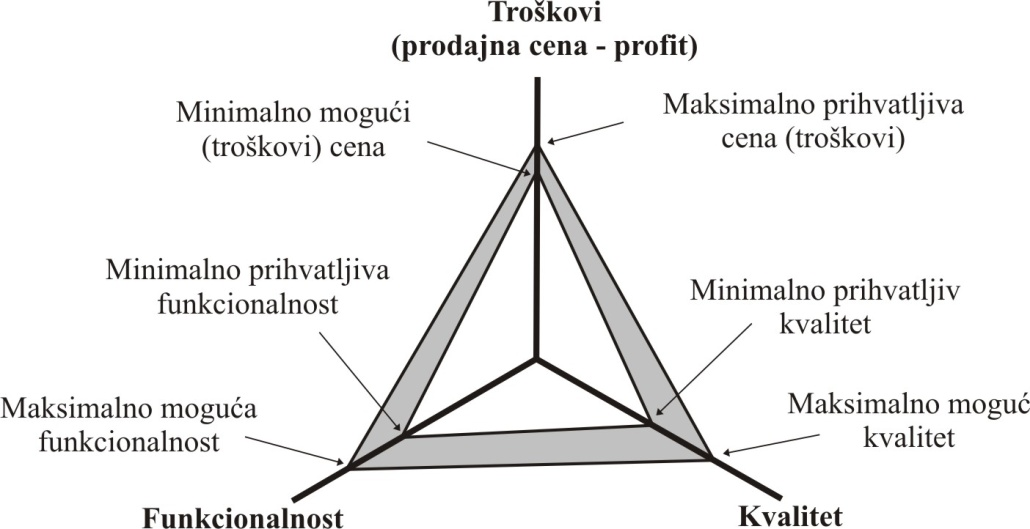 Troškovi
(prodajna cena - profit)
Minimalno mogući
(troškovi) cena
Maksimalno prihvatljiva
cena (troškovi)
Minimalno prihvatljiva
funkcionalnost
Minimalno prihvatljiv
kvalitet
Maksimalno moguća
funkcionalnost
Maksimalno moguć
kvalitet
Funkcionalnost
Kvalitet